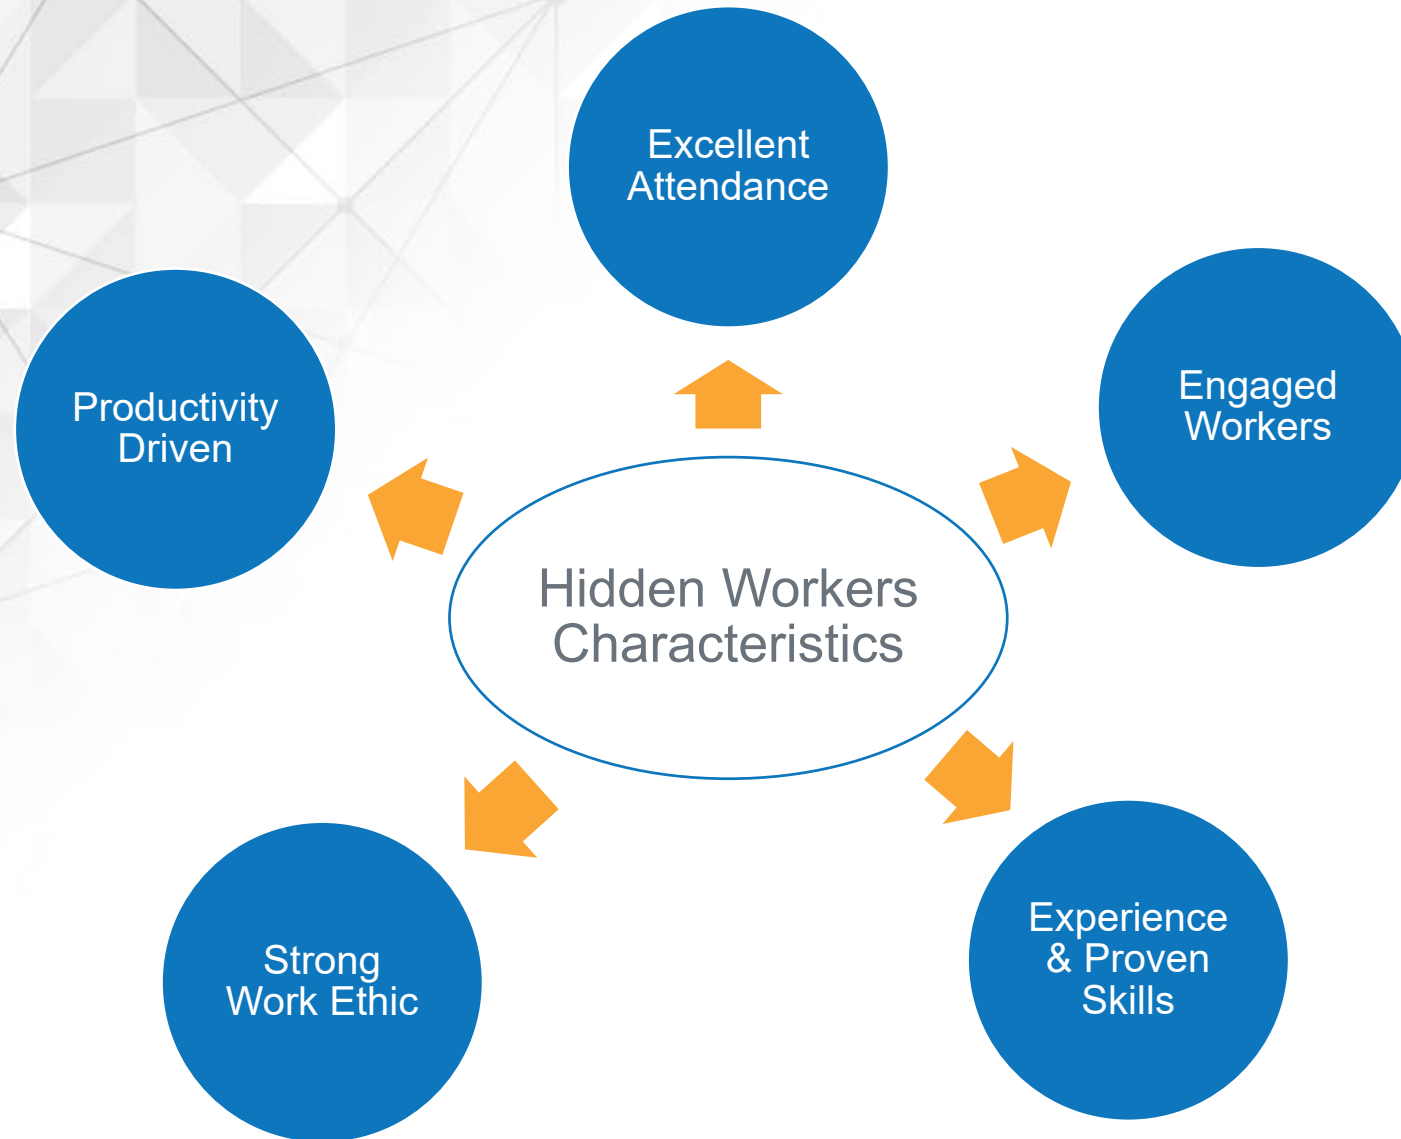 Excellent
Attendance
Engaged
Workers
Productivity
Driven
Hidden Workers
Characteristics
Experience
& Proven
Skills
Strong
Work Ethic